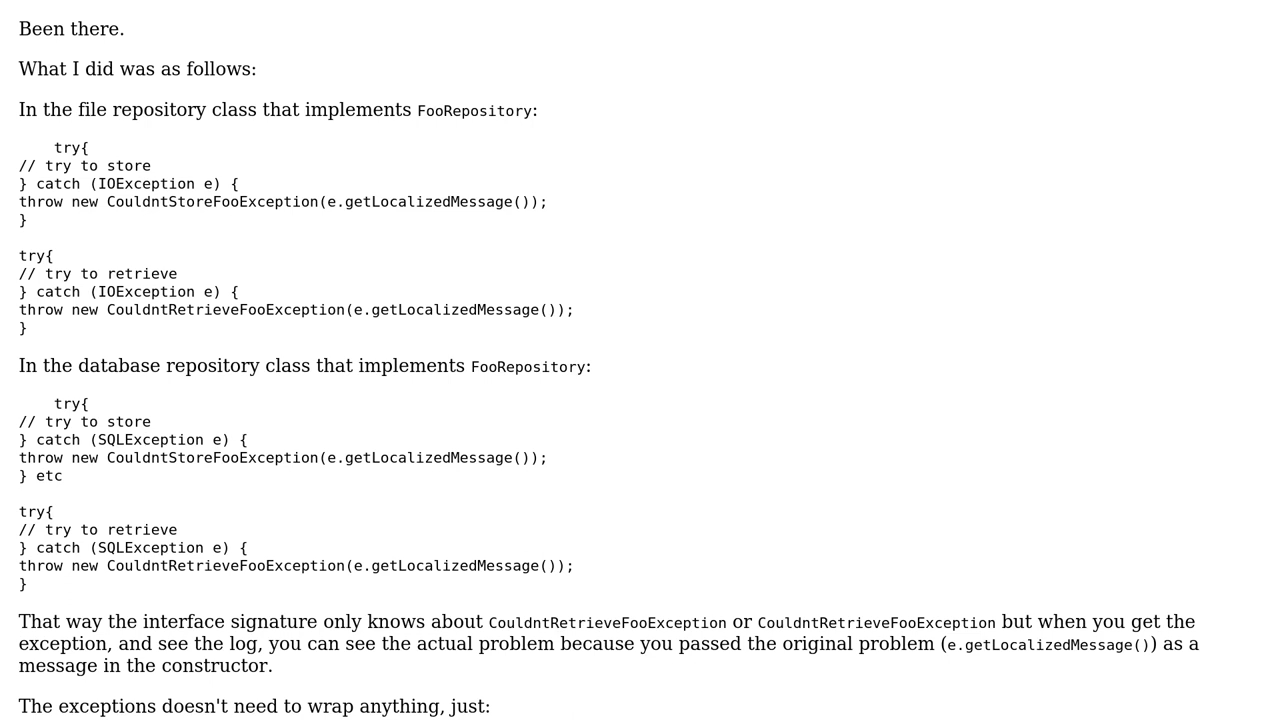 Been there.
What I did was as follows:
In the file repository class that implements FooRepository:
    try{
// try to store
} catch (IOException e) {
throw new CouldntStoreFooException(e.getLocalizedMessage());
}
try{
// try to retrieve
} catch (IOException e) {
throw new CouldntRetrieveFooException(e.getLocalizedMessage());
}
In the database repository class that implements FooRepository:
    try{
// try to store
} catch (SQLException e) {
throw new CouldntStoreFooException(e.getLocalizedMessage());
} etc
try{
// try to retrieve
} catch (SQLException e) {
throw new CouldntRetrieveFooException(e.getLocalizedMessage());
}
That way the interface signature only knows about CouldntRetrieveFooException or CouldntRetrieveFooException but when you get the
exception, and see the log, you can see the actual problem because you passed the original problem (e.getLocalizedMessage()) as a
message in the constructor.
The exceptions doesn't need to wrap anything, just: